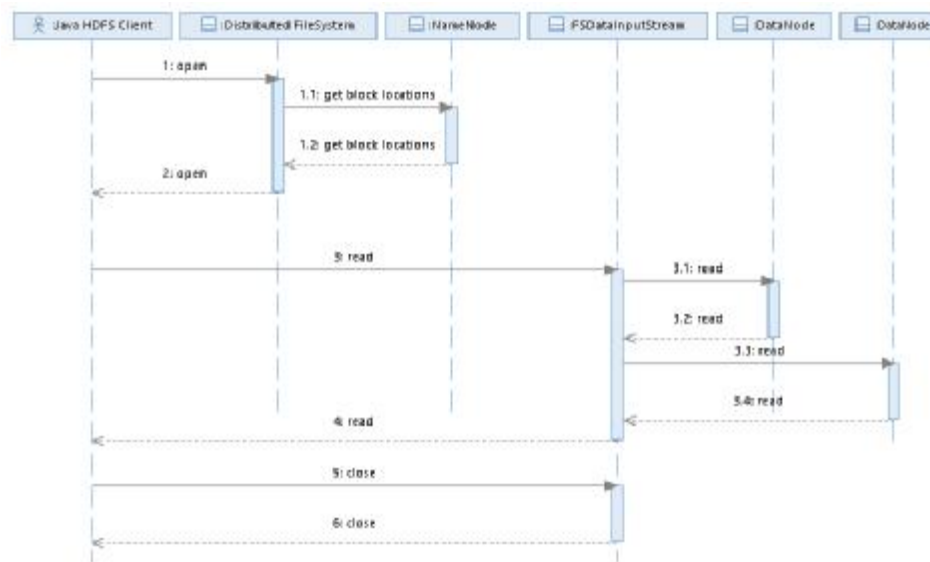 Java HDFS Client
:Distributed FileSystem
:NameNode
:FSDataInputStream
:DataNode
:DataNode
1: open
1.1: get block locations
1.2: get block locations
2: open
3: read
3.1: read
3.2: read
3.3: read
3.4: read
4: read
5: close
6: close